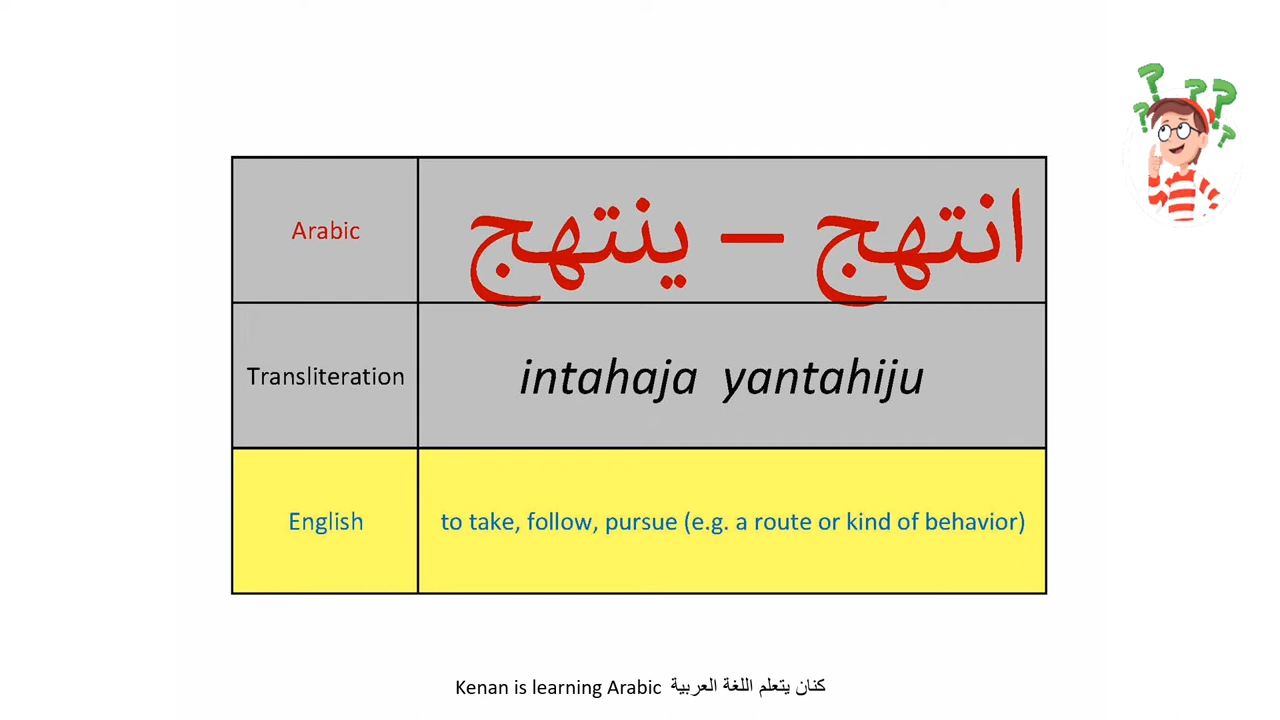 Arabic انتهج – ينتهج
Transliteration intahaja yantahiju
English to take, follow, pursue (e.g. a route or kind of behavior)
Kenan is learning Arabic كنان يتعلم اللغة العربية